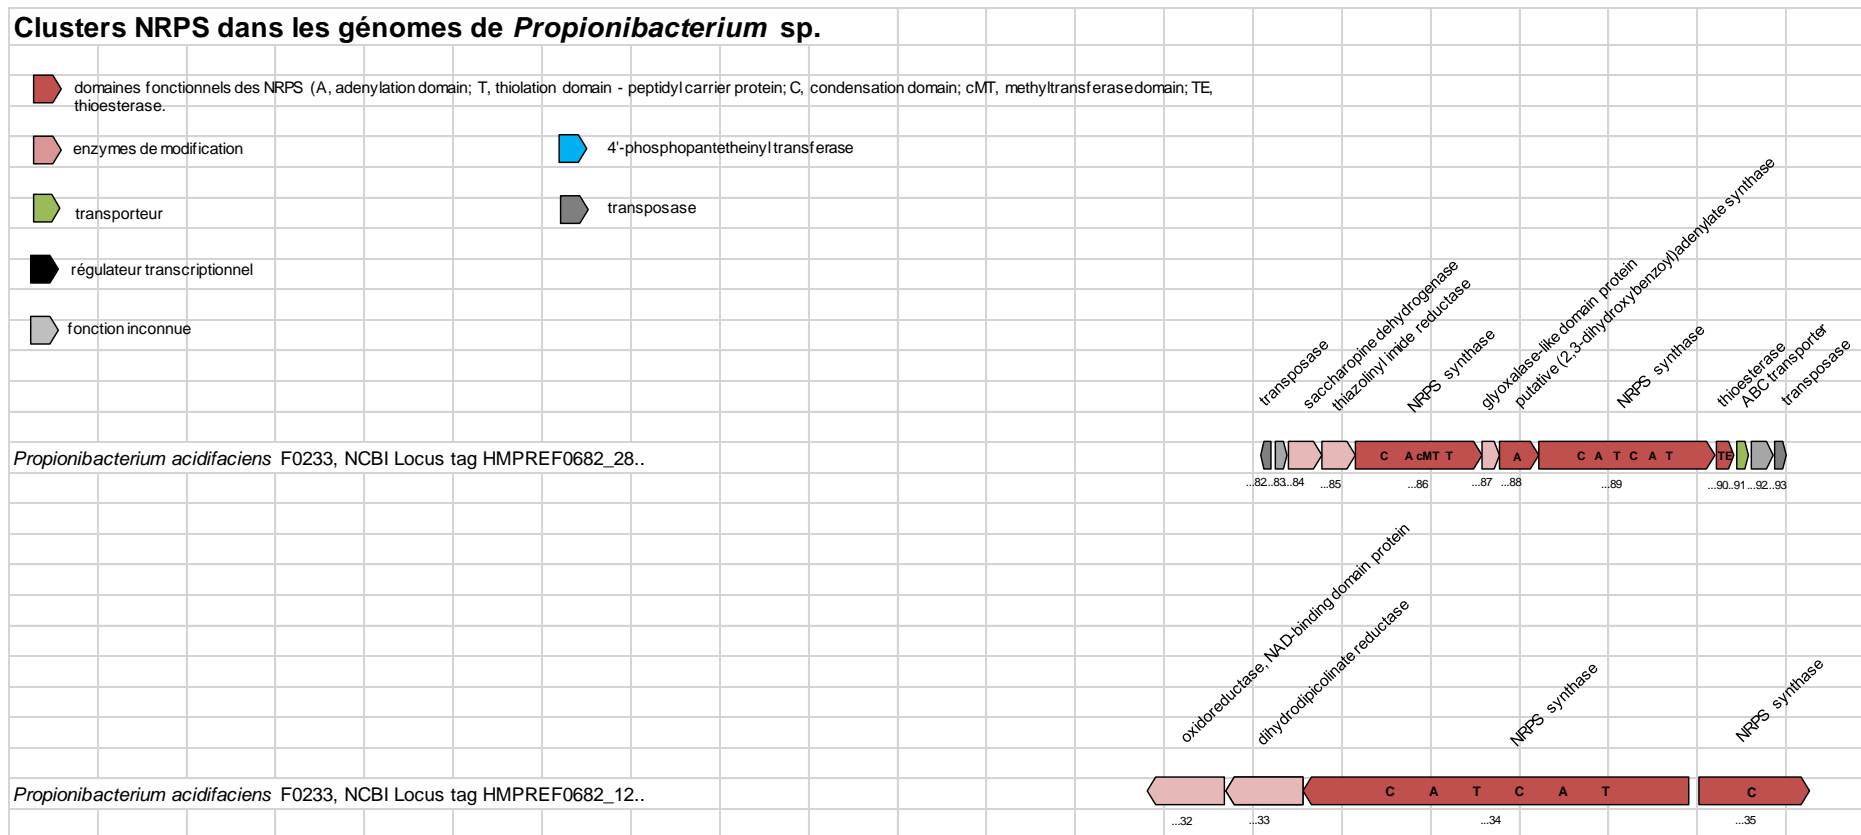 Clusters NRPS dans les génomes de Propionibacterium sp.
domaines fonctionnels des NRPS (A, adenylation domain; T, thiolation domain - peptidyl carrier protein; C, condensation domain; cMT, methyltransferase domain; TE,
thioesterase.
enzymes de modification
4'-phosphopantetheinyl transferase
transporteur
transposase
régulateur transcriptionnel
fonction inconnue
transposase
saccharopine dehydrogenase
thiazolinyl imide reductase
NRPS synthase
glyoxalase-like domain protein
putative (2,3-dihydroxybenzoyl)adenylate synthase
NRPS synthase
thioesterase
ABC transporter
transposase
Propionibacterium acidifaciens F0233, NCBI Locus tag HMPREF0682_28..
C A cMT T A C A T C A T TE
...82 ...83 ...84 ...85 ...86 ...87 ...88 ...89 ...90 ...91 ...92 ...93
oxidoreductase, NAD-binding domain protein
dihydrodipicolinate reductase
NRPS synthase
NRPS synthase
Propionibacterium acidifaciens F0233, NCBI Locus tag HMPREF0682_12..
C A T C A T C
...32 ...33 ...34 ...35